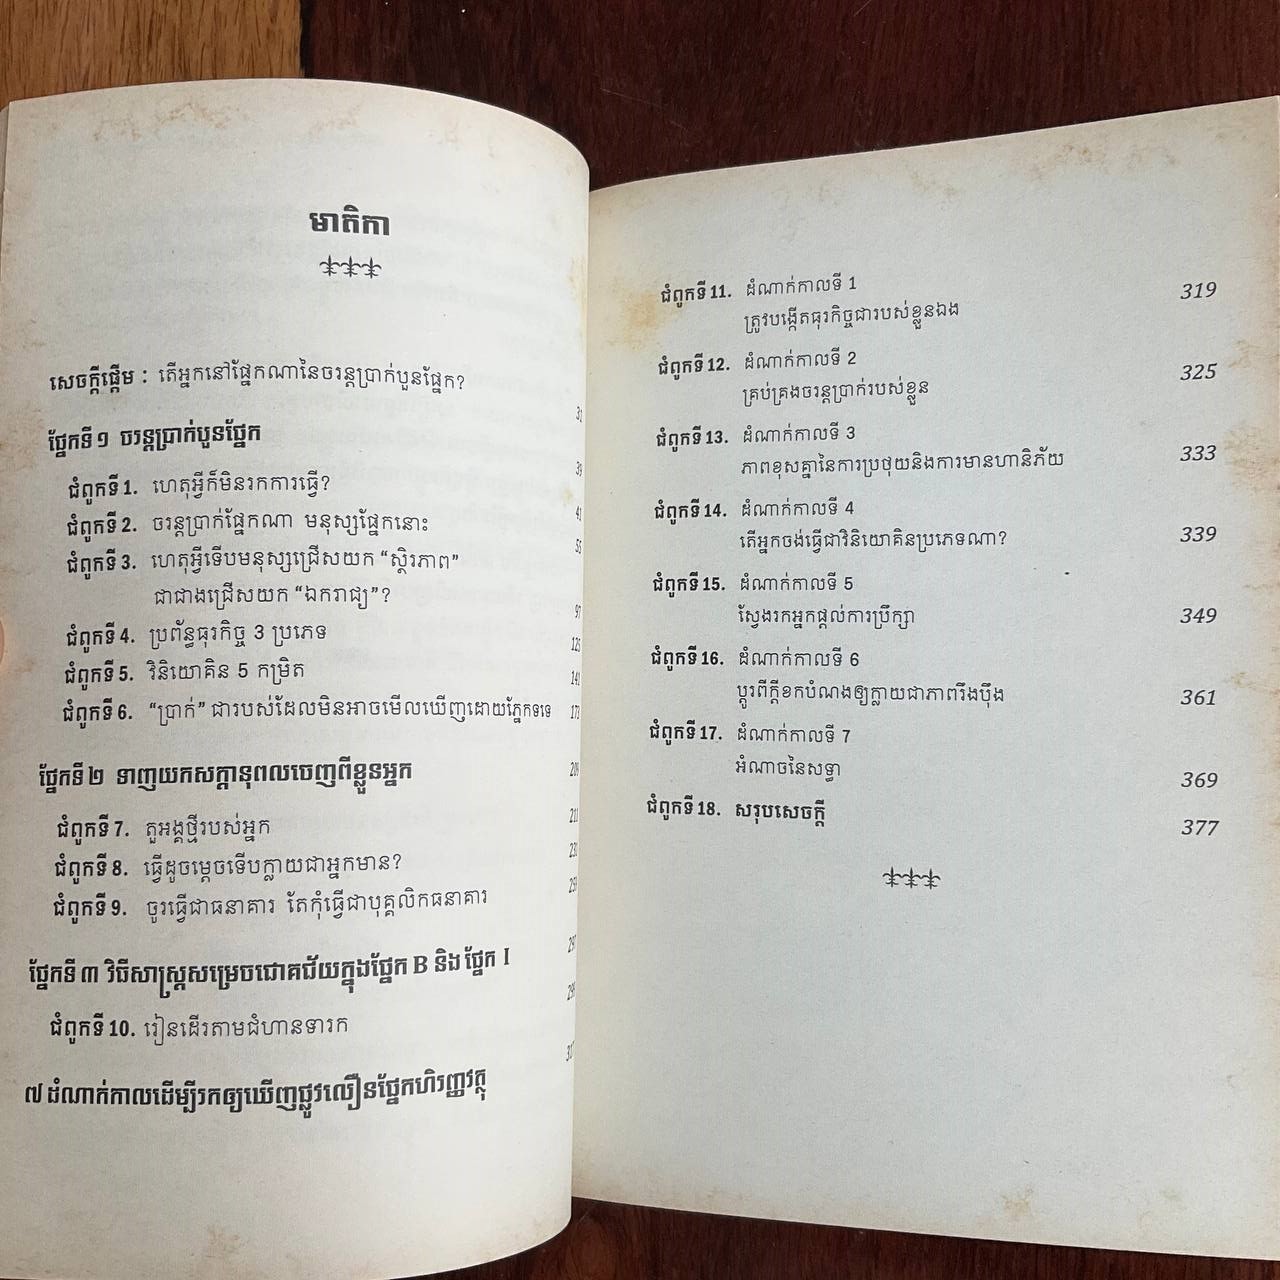 មាតិកា
សេចក្ដីផ្ដើម : តើអ្នកនៅផ្នែកណានៃចរន្តប្រាក់បួនផ្នែក? 31
ផ្នែកទី១ ចរន្តប្រាក់បួនផ្នែក 39
ជំពូកទី 1. ហេតុអ្វីក៏មិនរកការធ្វើ? 41
ជំពូកទី 2. ចរន្តប្រាក់ផ្នែកណា មនុស្សផ្នែកនោះ 55
ជំពូកទី 3. ហេតុអ្វីទើបមនុស្សជ្រើសយក “ស្ថិរភាព”
ជាជាងជ្រើសយក “ឯករាជ្យ”? 97
ជំពូកទី 4. ប្រព័ន្ធធុរកិច្ច 3 ប្រភេទ 125
ជំពូកទី 5. វិនិយោគិន 5 កម្រិត 141
ជំពូកទី 6. “ប្រាក់” ជារបស់ដែលមិនអាចមើលឃើញដោយភ្នែកទទេ 173
ផ្នែកទី២ ទាញយកសក្ដានុពលចេញពីខ្លួនអ្នក 209
ជំពូកទី 7. តួអង្គថ្មីរបស់អ្នក 211
ជំពូកទី 8. ធ្វើដូចម្ដេចទើបក្លាយជាអ្នកមាន?
ជំពូកទី 9. ចូរធ្វើជាធនាគារ តែកុំធ្វើជាបុគ្គលិកធនាគារ
ផ្នែកទី ៣ វិធីសាស្ត្រសម្រេចជោគជ័យក្នុងផ្នែក B និង ផ្នែក I
ជំពូកទី 10. រៀនដើរតាមជំហានទារក
៧ ដំណាក់កាលដើម្បីរកឲ្យឃើញផ្លូវលឿនផ្នែកហិរញ្ញវត្ថុ
ជំពូកទី 11. ដំណាក់កាលទី 1
ត្រូវបង្កើតធុរកិច្ចជារបស់ខ្លួនឯង 319
ជំពូកទី 12. ដំណាក់កាលទី 2
គ្រប់គ្រងចរន្តប្រាក់របស់ខ្លួន 325
ជំពូកទី 13. ដំណាក់កាលទី 3
ភាពខុសគ្នានៃការប្រថុយនិងការមានហានិភ័យ 333
ជំពូកទី 14. ដំណាក់កាលទី 4
តើអ្នកចង់ធ្វើជាវិនិយោគិនប្រភេទណា? 339
ជំពូកទី 15. ដំណាក់កាលទី 5
ស្វែងរកអ្នកផ្ដល់ការប្រឹក្សា 349
ជំពូកទី 16. ដំណាក់កាលទី 6
ប្ដូរពីក្ដីខកបំណងឲ្យក្លាយជាភាពរឹងប៉ឹង 361
ជំពូកទី 17. ដំណាក់កាលទី 7
អំណាចនៃសទ្ធា 369
ជំពូកទី 18. សរុបសេចក្ដី 377